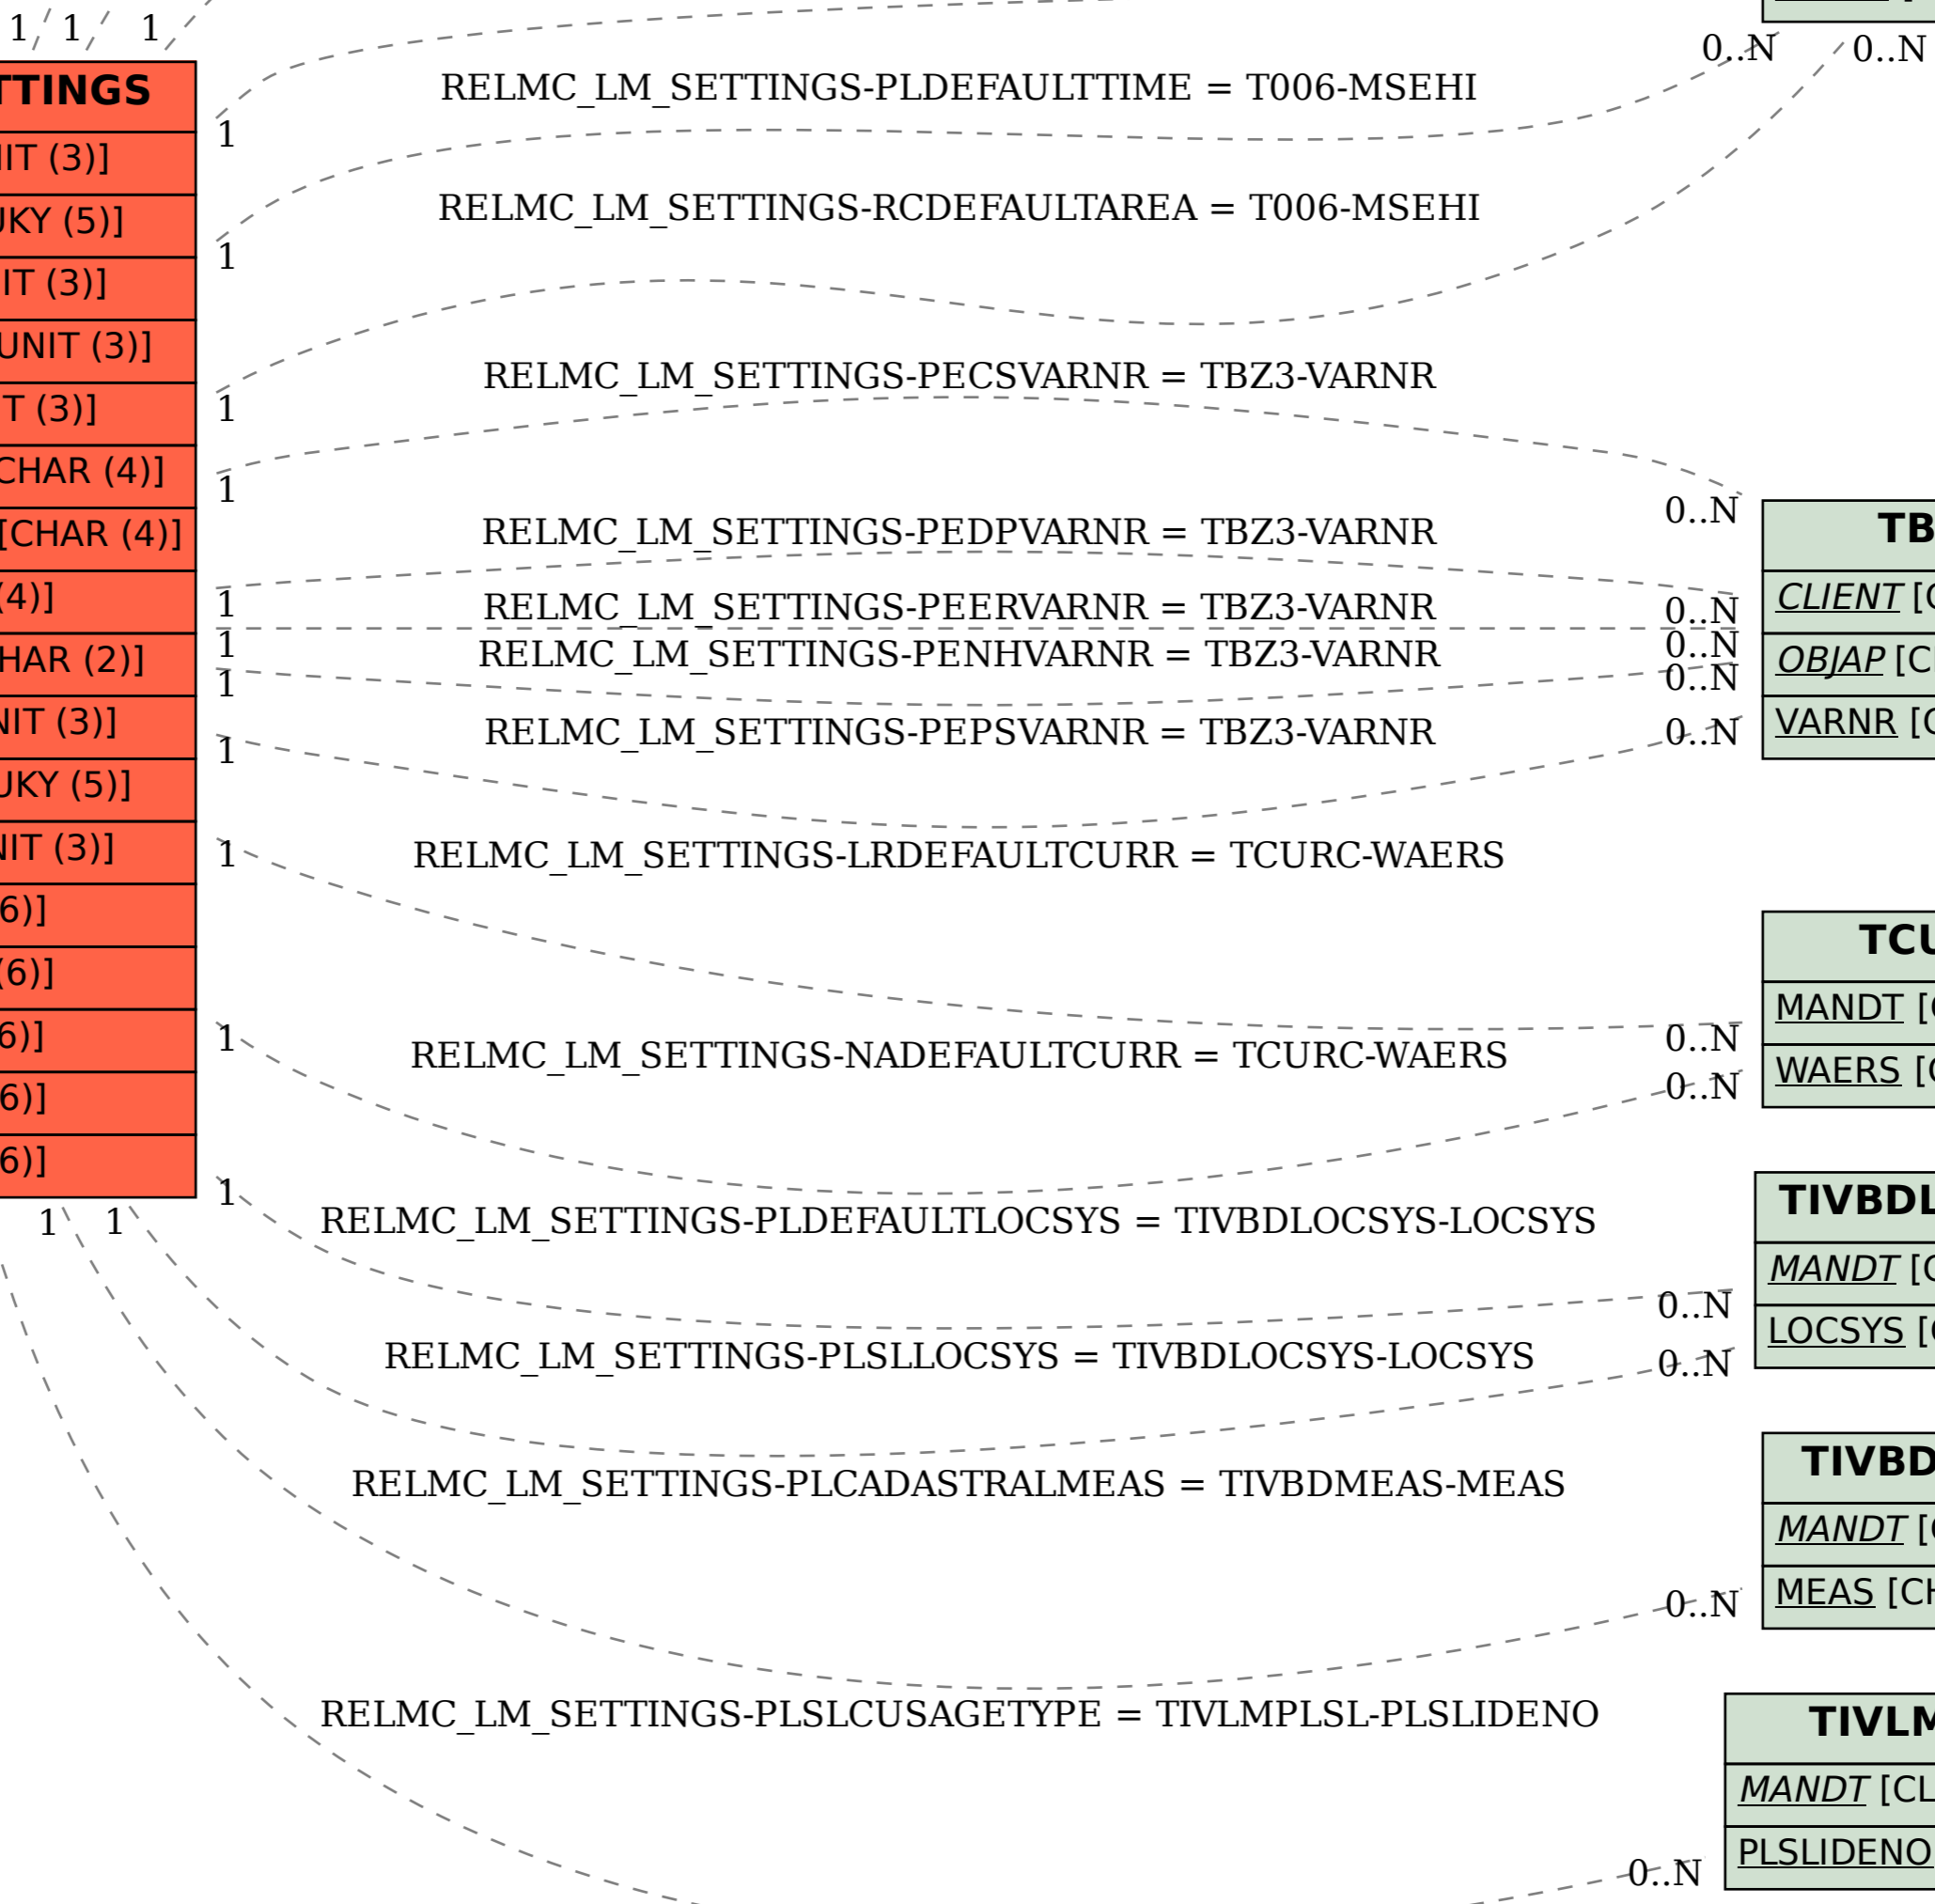 1 1 1
TTINGS
IT (3)]
UKY (5)]
IT (3)]
UNIT (3)]
T (3)]
CHAR (4)]
[CHAR (4)]
(4)]
HAR (2)]
NIT (3)]
UKY (5)]
NIT (3)]
6)]
(6)]
6)]
6)]
6)]
1
1
1
1
1
1
1
1
1
1
1
1 1
RELMC_LM_SETTINGS-PLDEFAULTTIME = T006-MSEHI
RELMC_LM_SETTINGS-RCDEFAULTAREA = T006-MSEHI
RELMC_LM_SETTINGS-PECSVARNR = TBZ3-VARNR
RELMC_LM_SETTINGS-PEDPVARNR = TBZ3-VARNR
RELMC_LM_SETTINGS-PEERVARNR = TBZ3-VARNR
RELMC_LM_SETTINGS-PENHVARNR = TBZ3-VARNR
RELMC_LM_SETTINGS-PEPSVARNR = TBZ3-VARNR
RELMC_LM_SETTINGS-LRDEFAULTCURR = TCURC-WAERS
RELMC_LM_SETTINGS-NADEFAULTCURR = TCURC-WAERS
RELMC_LM_SETTINGS-PLDEFAULTLOCSYS = TIVBDLOCSYS-LOCSYS
RELMC_LM_SETTINGS-PLSLLOCSYS = TIVBDLOCSYS-LOCSYS
RELMC_LM_SETTINGS-PLCADASTRALMEAS = TIVBDMEAS-MEAS
RELMC_LM_SETTINGS-PLSLCUSAGETYPE = TIVLMPLSL-PLSLIDENO
0..N 0..N
0..N
0..N
0..N
0..N
0..N
0..N
0..N
0..N
0..N
0..N
0..N
TB
CLIENT [C
OBJAP [C
VARNR [C
TCU
MANDT [C
WAERS [C
TIVBDL
MANDT [C
LOCSYS [C
TIVBD
MANDT [C
MEAS [CH
TIVLM
MANDT [CL
PLSLIDENO